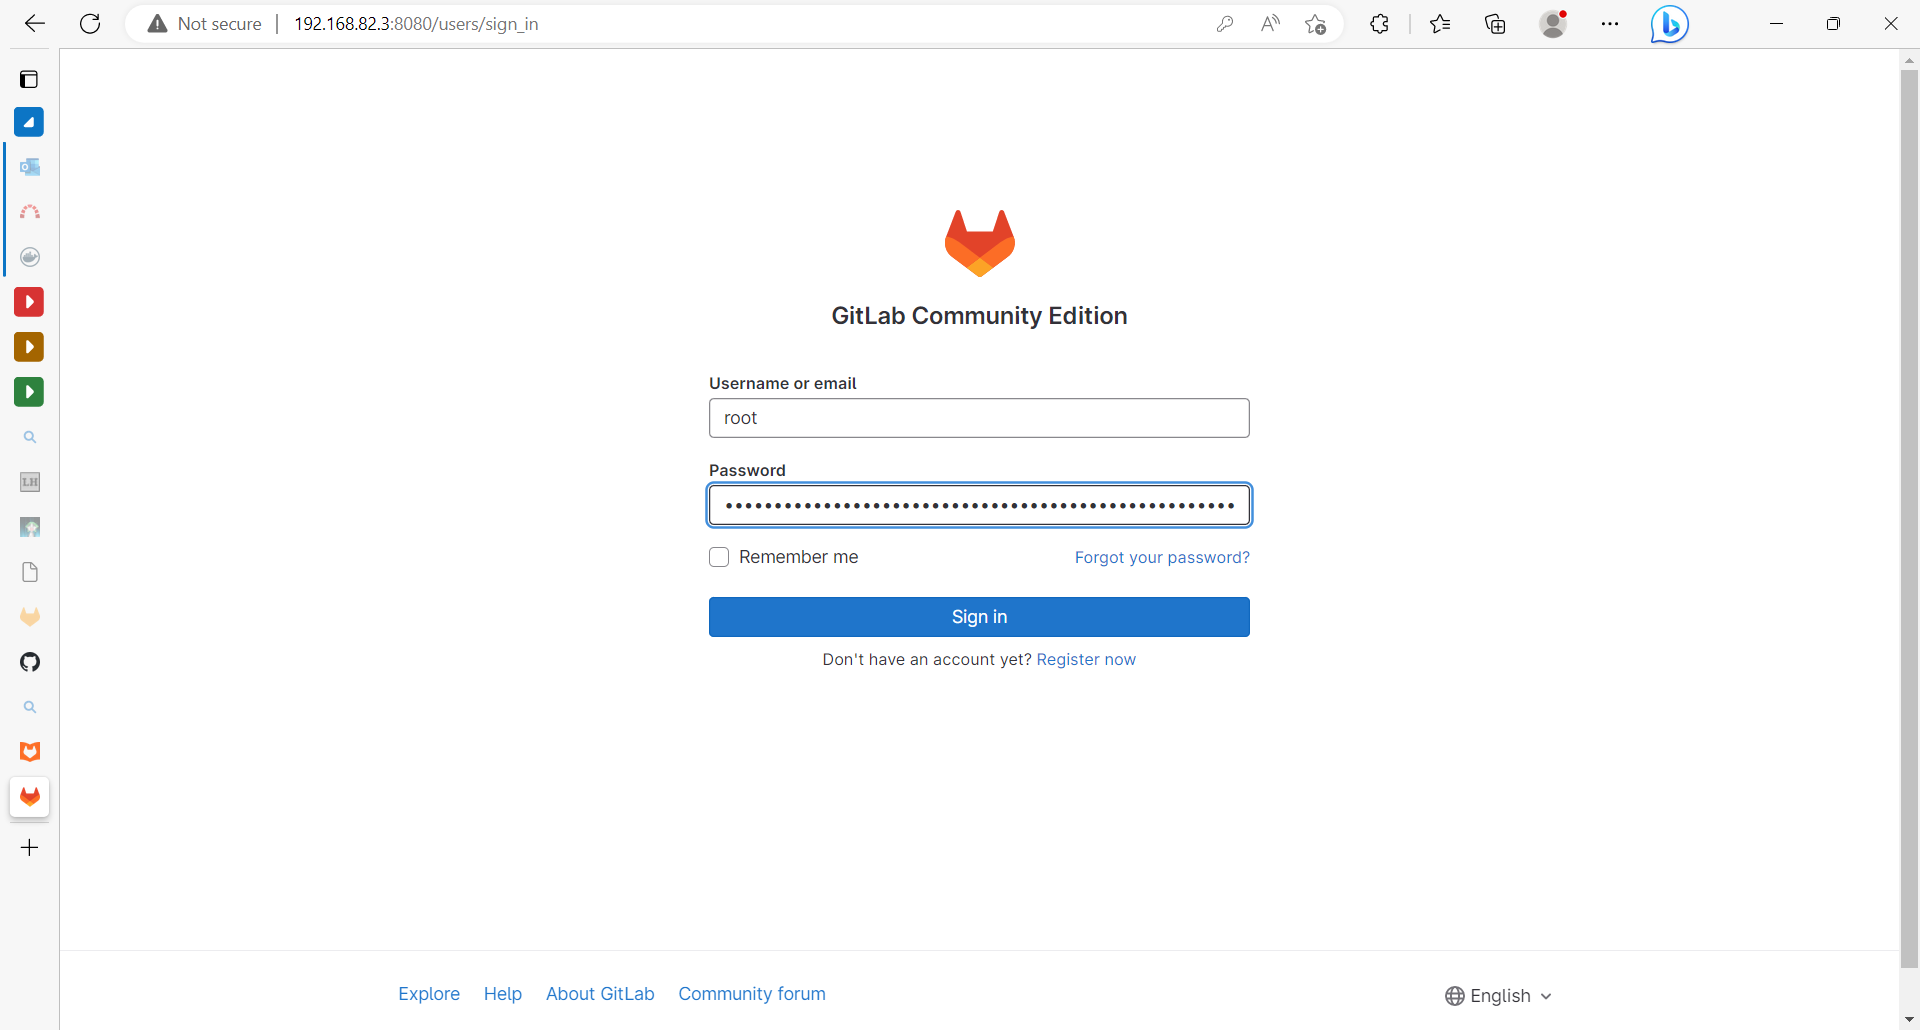 Not secure
192.168.82.3:8080/users/sign_in
LH
GitLab Community Edition
Username or email
root
Password
Remember me
Forgot your password?
Sign in
Don't have an account yet? Register now
Explore Help About GitLab Community forum
English